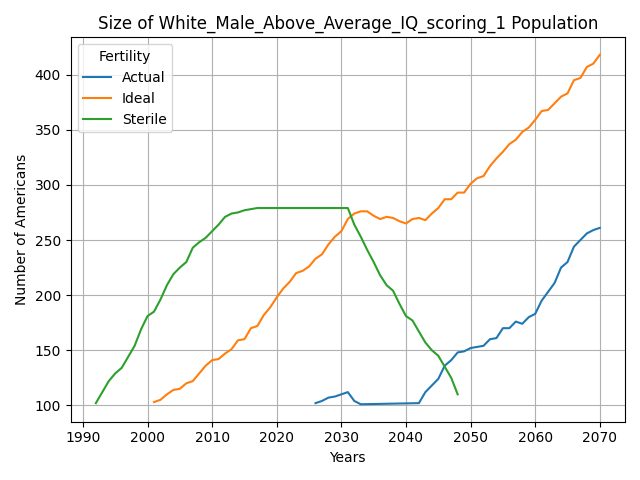 Size of White_Male_Above_Average_IQ_scoring_1 Population
Fertility
Actual
Ideal
Sterile
Number of Americans
400
350
300
250
200
150
100
1990 2000 2010 2020 2030 2040 2050 2060 2070
Years